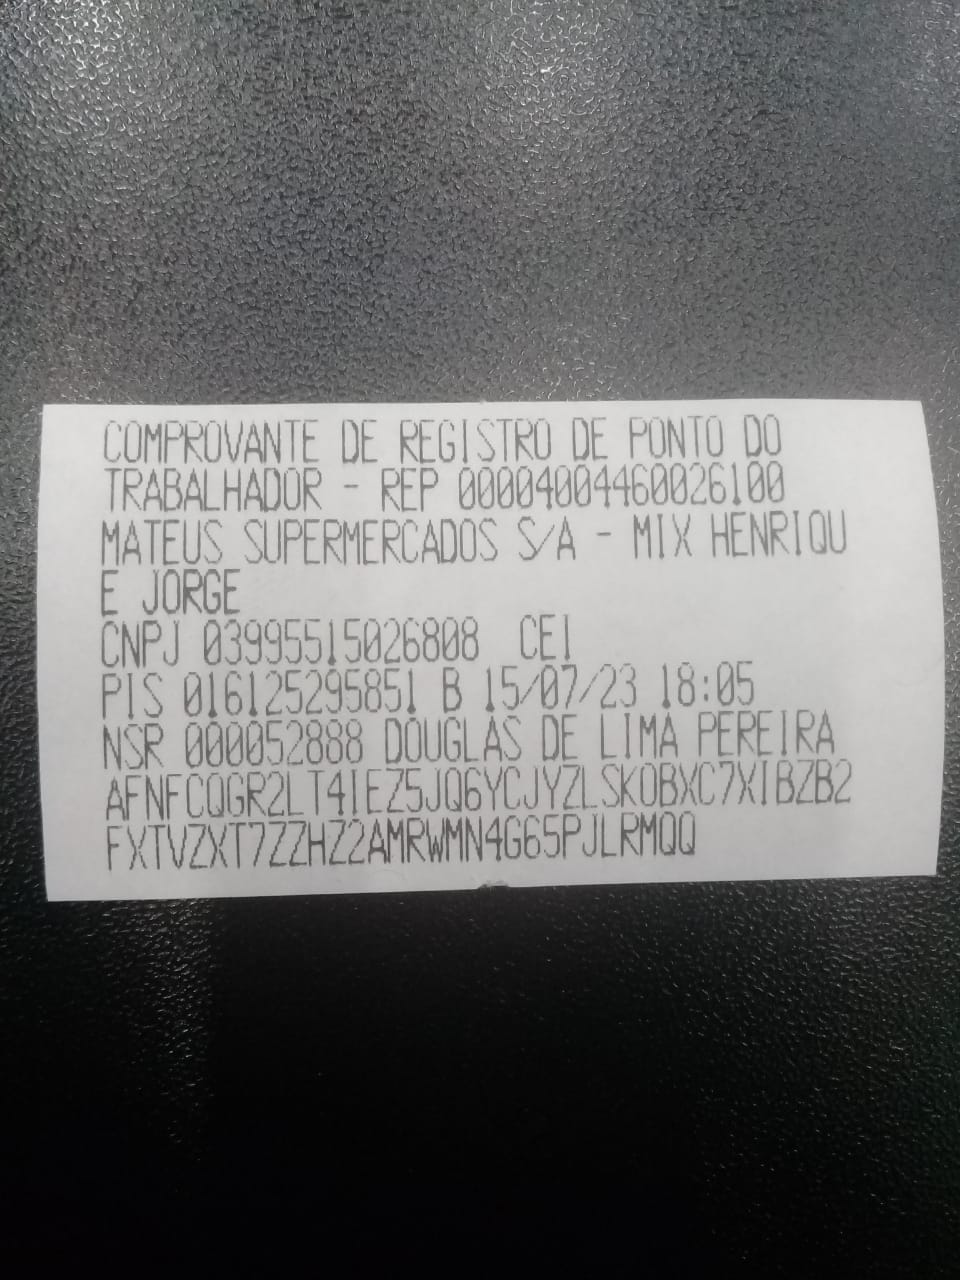 COMPROVANTE DE REGISTRO DE PONTO DO
TRABALHADOR - REP 00004004460026100
MATEUS SUPERMERCADOS S/A - MIX HENRIQU
E JORGE
CNPJ 03995515026808 CEI
PIS 016125295851 B 15/07/23 18:05
NSR 000052888 DOUGLAS DE LIMA PEREIRA
AFNFCQGR2LT4IEZ5JQ6YCJYZLSKOBXC7XIBZB2
FXTVZXT7ZZHZ2AMRWMN4G65PJLRMQQ